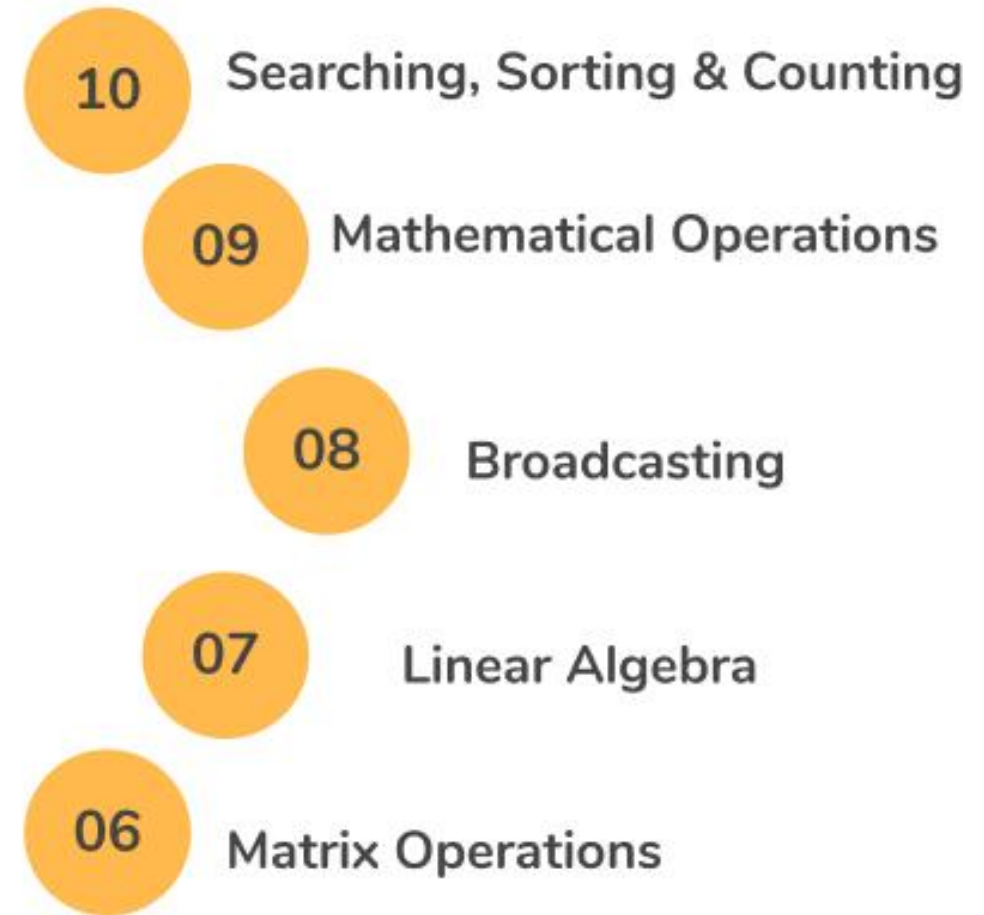 10 Searching, Sorting & Counting
09 Mathematical Operations
08 Broadcasting
07 Linear Algebra
06 Matrix Operations